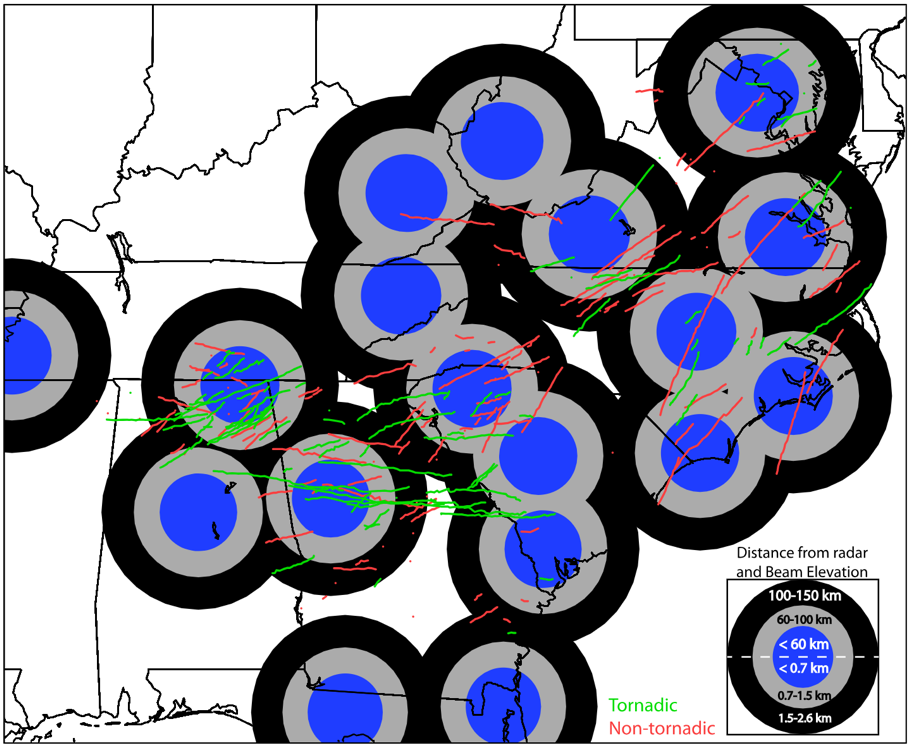 Distance from radar
and Beam Elevation
100-150 km
60-100 km
< 60 km
< 0.7 km
0.7-1.5 km
1.5-2.6 km
Tornadic
Non-tornadic